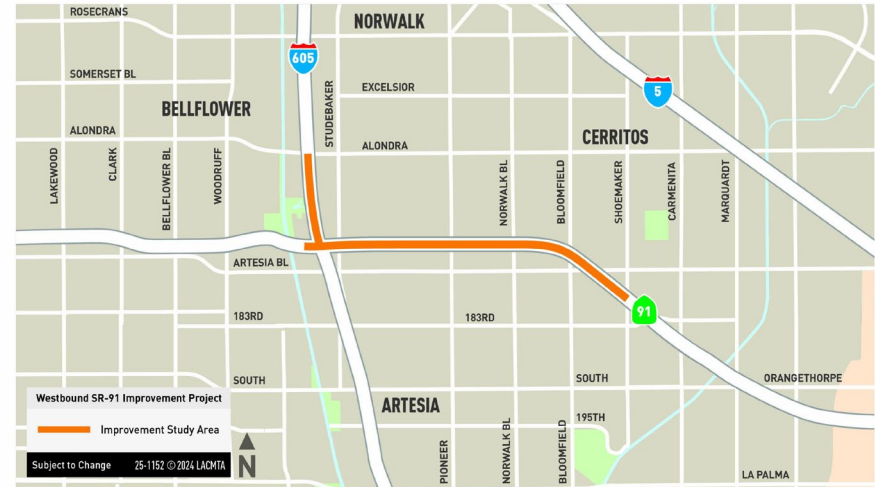 ROSECRANS
NORWALK
605
SOMERSET BL
EXCELSIOR
5
BELLFLOWER
STUDEBAKER
ALONDRA
CERRITOS
ALONDRA
LAKEWOOD
CLARK
BELLFLOWER BL
WOODRUFF
NORWALK BL
BLOOMFIELD
SHOEMAKER
CARMENITA
MARQUARDT
ARTESIA BL
183RD
183RD
91
SOUTH
SOUTH
ORANGETHORPE
Westbound SR-91 Improvement Project
ARTESIA
195TH
Improvement Study Area
PIONEER
NORWALK BL
BLOOMFIELD
Subject to Change 25-1152 © 2024 LACMTA
N
LA PALMA